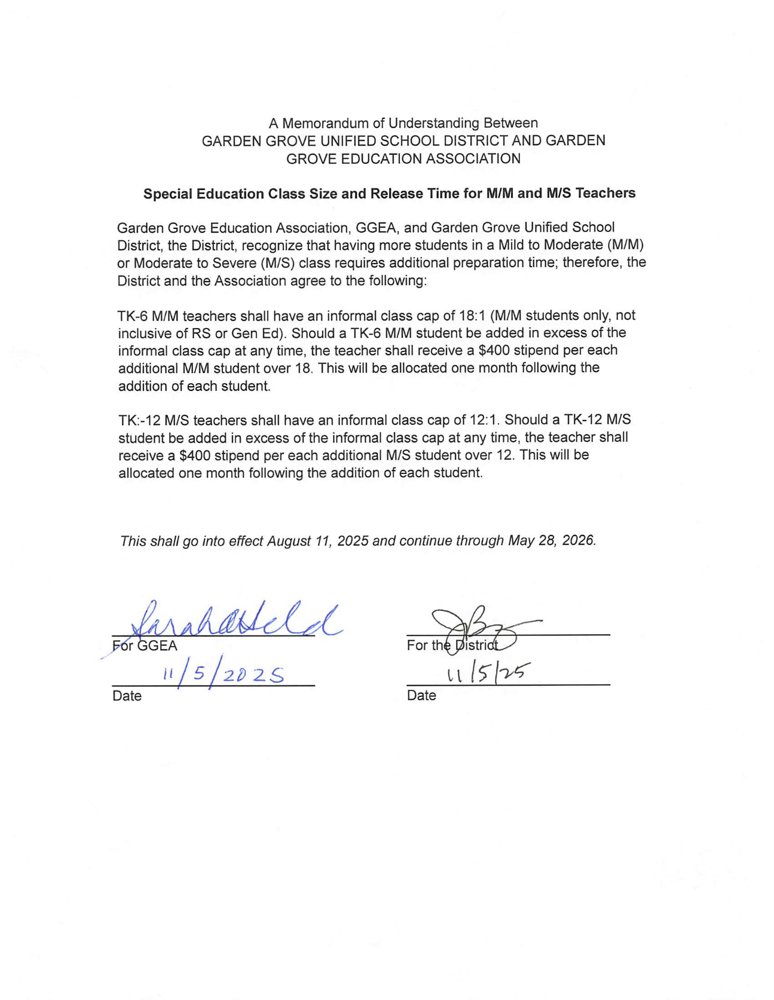 A Memorandum of Understanding Between
GARDEN GROVE UNIFIED SCHOOL DISTRICT AND GARDEN
GROVE EDUCATION ASSOCIATION
Special Education Class Size and Release Time for M/M and M/S Teachers
Garden Grove Education Association, GGEA, and Garden Grove Unified School
District, the District, recognize that having more students in a Mild to Moderate (M/M)
or Moderate to Severe (M/S) class requires additional preparation time; therefore, the
District and the Association agree to the following:
TK-6 M/M teachers shall have an informal class cap of 18:1 (M/M students only, not
inclusive of RS or Gen Ed). Should a TK-6 M/M student be added in excess of the
informal class cap at any time, the teacher shall receive a $400 stipend per each
additional M/M student over 18. This will be allocated one month following the
addition of each student.
TK:-12 M/S teachers shall have an informal class cap of 12:1. Should a TK-12 M/S
student be added in excess of the informal class cap at any time, the teacher shall
receive a $400 stipend per each additional M/S student over 12. This will be
allocated one month following the addition of each student.
This shall go into effect August 11, 2025 and continue through May 28, 2026.
For GGEA
For the District
11/5/2025
11/5/25
Date
Date